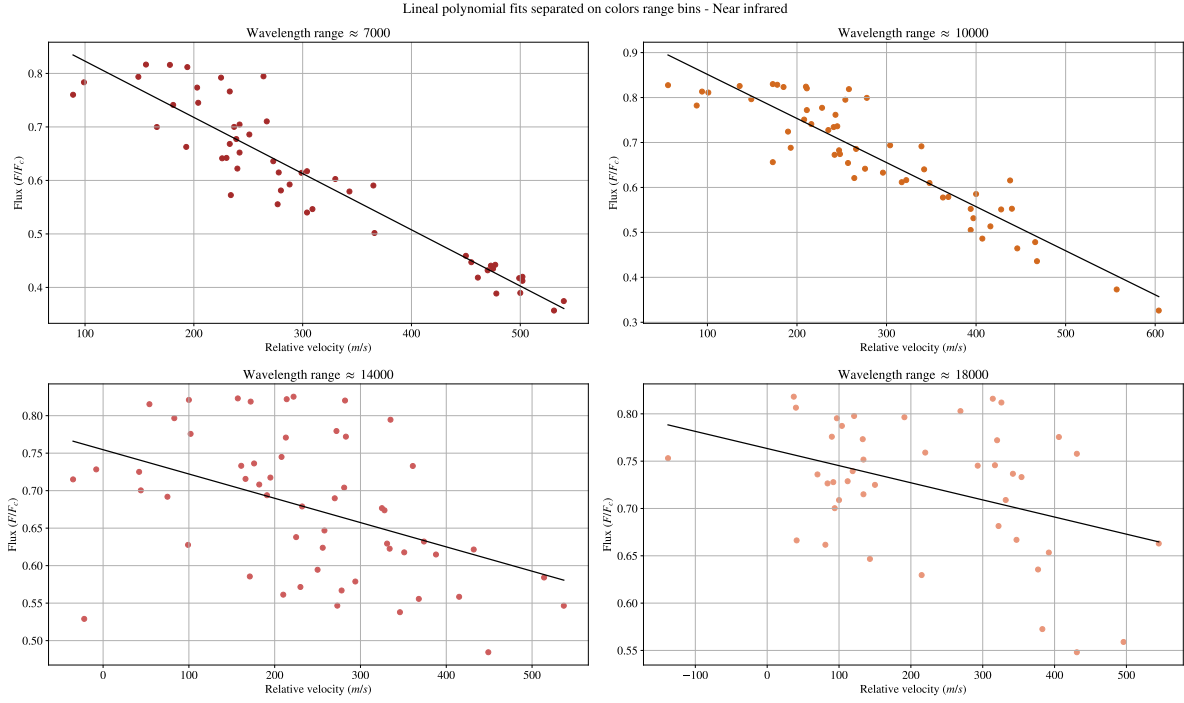 Lineal polynomial fits separated on colors range bins - Near infrared
Wavelength range ≈ 7000
Flux (F/Fc)
0.8
0.7
0.6
0.5
0.4
100 200 300 400 500
Relative velocity (m/s)
Wavelength range ≈ 10000
Flux (F/Fc)
0.9
0.8
0.7
0.6
0.5
0.4
0.3
100 200 300 400 500 600
Relative velocity (m/s)
Wavelength range ≈ 14000
Flux (F/Fc)
0.80
0.75
0.70
0.65
0.60
0.55
0.50
0 100 200 300 400 500
Relative velocity (m/s)
Wavelength range ≈ 18000
Flux (F/Fc)
0.80
0.75
0.70
0.65
0.60
0.55
−100 0 100 200 300 400 500
Relative velocity (m/s)